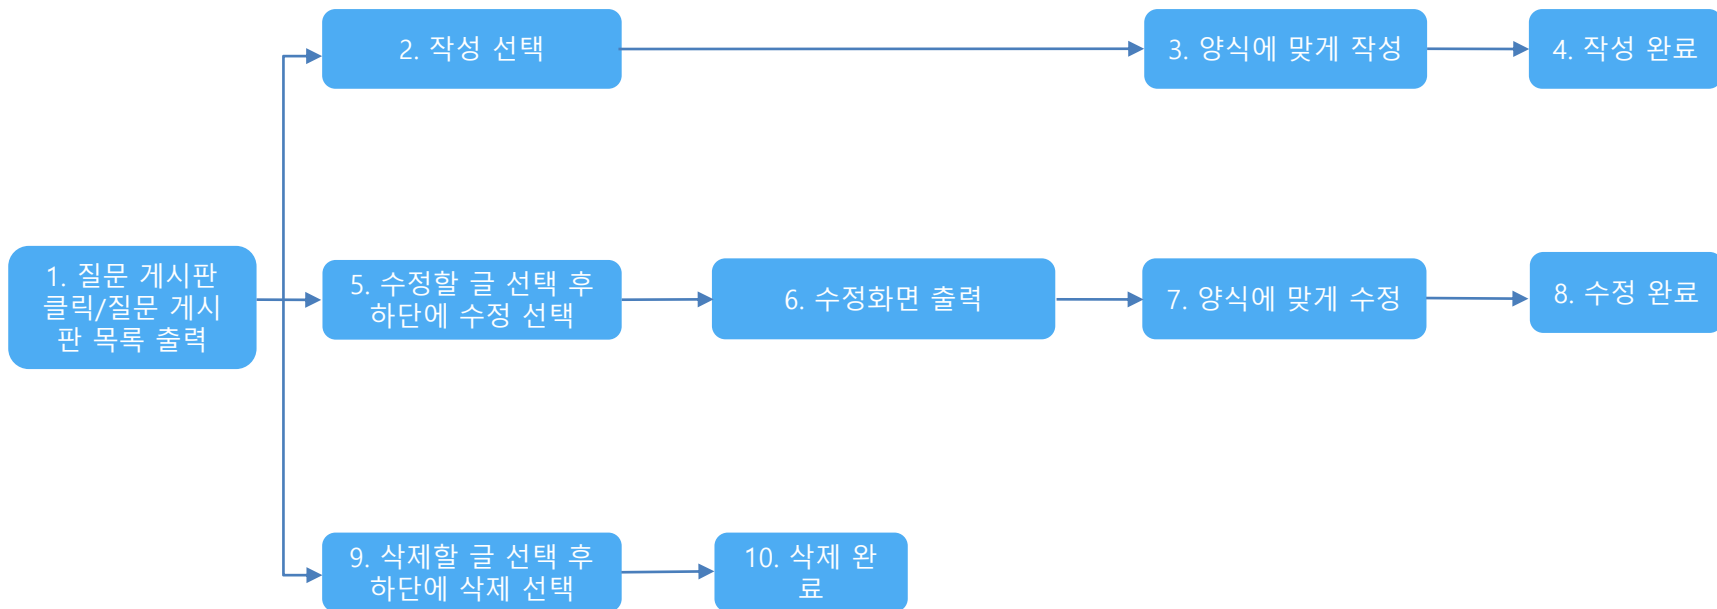 2. 작성 선택
3. 양식에 맞게 작성
4. 작성 완료
1. 질문 게시판
클릭/질문 게시
판 목록 출력
5. 수정할 글 선택 후
하단에 수정 선택
6. 수정화면 출력
7. 양식에 맞게 수정
8. 수정 완료
9. 삭제할 글 선택 후
하단에 삭제 선택
10. 삭제 완
료